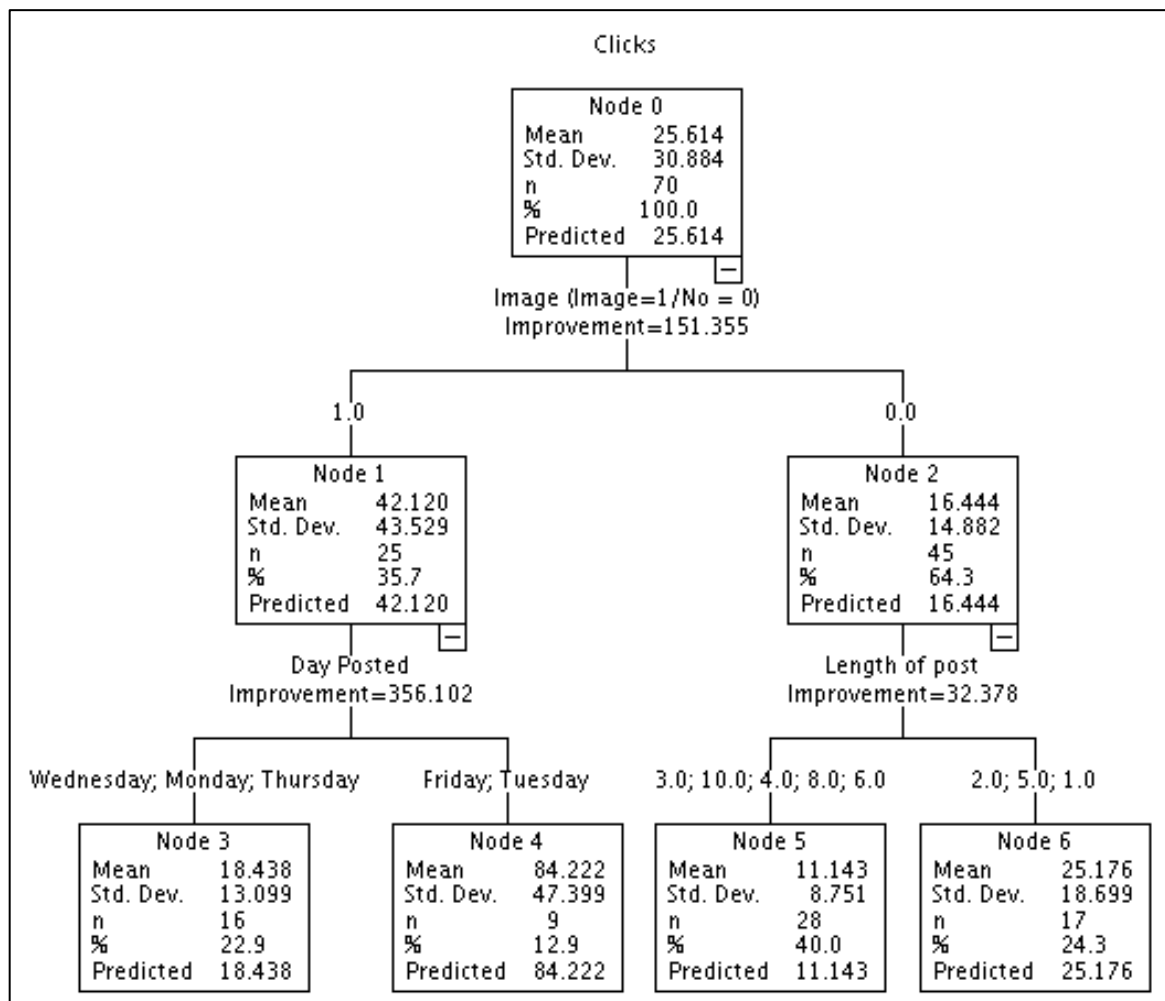 Clicks
Node 0
Mean 25.614
Std. Dev. 30.884
n 70
% 100.0
Predicted 25.614
Image (Image=1/No = 0)
Improvement=151.355
1.0
0.0
Node 1
Mean 42.120
Std. Dev. 43.529
n 25
% 35.7
Predicted 42.120
Node 2
Mean 16.444
Std. Dev. 14.882
n 45
% 64.3
Predicted 16.444
Day Posted
Improvement=356.102
Length of post
Improvement=32.378
Wednesday; Monday; Thursday
Friday; Tuesday
3.0; 10.0; 4.0; 8.0; 6.0
2.0; 5.0; 1.0
Node 3
Mean 18.438
Std. Dev. 13.099
n 16
% 22.9
Predicted 18.438
Node 4
Mean 84.222
Std. Dev. 47.399
n 9
% 12.9
Predicted 84.222
Node 5
Mean 11.143
Std. Dev. 8.751
n 28
% 40.0
Predicted 11.143
Node 6
Mean 25.176
Std. Dev. 18.699
n 17
% 24.3
Predicted 25.176